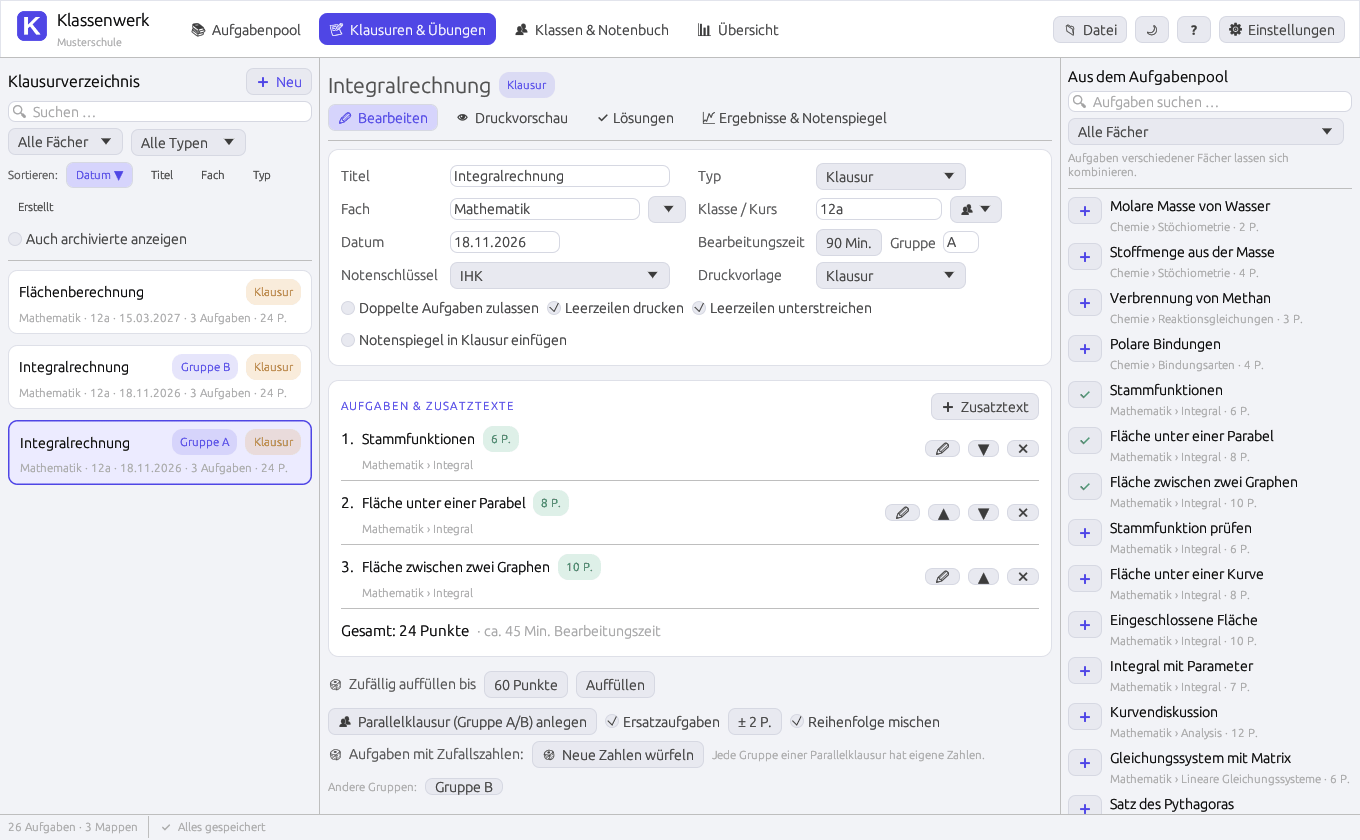 K Klassenwerk
Musterschule
Aufgabenpool
Klausuren & Übungen
Klassen & Notenbuch
Übersicht
Datei
?
Einstellungen
Klausurverzeichnis
+ Neu
Suchen …
Alle Fächer ▼
Alle Typen ▼
Sortieren: Datum ▼ Titel Fach Typ
Erstellt
Auch archivierte anzeigen
Flächenberechnung Klausur
Mathematik · 12a · 15.03.2027 · 3 Aufgaben · 24 P.
Integralrechnung Gruppe B Klausur
Mathematik · 12a · 18.11.2026 · 3 Aufgaben · 24 P.
Integralrechnung Gruppe A Klausur
Mathematik · 12a · 18.11.2026 · 3 Aufgaben · 24 P.
Integralrechnung Klausur
Bearbeiten
Druckvorschau
✓ Lösungen
Ergebnisse & Notenspiegel
Titel Integralrechnung Typ Klausur ▼
Fach Mathematik ▼ Klasse / Kurs 12a ▼
Datum 18.11.2026 Bearbeitungszeit 90 Min. Gruppe A
Notenschlüssel IHK ▼ Druckvorlage Klausur ▼
Doppelte Aufgaben zulassen ✓ Leerzeilen drucken ✓ Leerzeilen unterstreichen
Notenspiegel in Klausur einfügen
AUFGABEN & ZUSATZTEXTE + Zusatztext
1. Stammfunktionen 6 P.
Mathematik › Integral
2. Fläche unter einer Parabel 8 P.
Mathematik › Integral
3. Fläche zwischen zwei Graphen 10 P.
Mathematik › Integral
Gesamt: 24 Punkte · ca. 45 Min. Bearbeitungszeit
Zufällig auffüllen bis 60 Punkte Auffüllen
Parallelklausur (Gruppe A/B) anlegen ✓ Ersatzaufgaben ± 2 P. ✓ Reihenfolge mischen
Aufgaben mit Zufallszahlen: Neue Zahlen würfeln Jede Gruppe einer Parallelklausur hat eigene Zahlen.
Andere Gruppen: Gruppe B
Aus dem Aufgabenpool
Aufgaben suchen …
Alle Fächer ▼
Aufgaben verschiedener Fächer lassen sich
kombinieren.
+ Molare Masse von Wasser
Chemie › Stöchiometrie · 2 P.
+ Stoffmenge aus der Masse
Chemie › Stöchiometrie · 4 P.
+ Verbrennung von Methan
Chemie › Reaktionsgleichungen · 3 P.
+ Polare Bindungen
Chemie › Bindungsarten · 4 P.
✓ Stammfunktionen
Mathematik › Integral · 6 P.
✓ Fläche unter einer Parabel
Mathematik › Integral · 8 P.
✓ Fläche zwischen zwei Graphen
Mathematik › Integral · 10 P.
+ Stammfunktion prüfen
Mathematik › Integral · 6 P.
+ Fläche unter einer Kurve
Mathematik › Integral · 8 P.
+ Eingeschlossene Fläche
Mathematik › Integral · 10 P.
+ Integral mit Parameter
Mathematik › Integral · 7 P.
+ Kurvendiskussion
Mathematik › Analysis · 12 P.
+ Gleichungssystem mit Matrix
Mathematik › Lineare Gleichungssysteme · 6 P.
+ Satz des Pythagoras
26 Aufgaben · 3 Mappen
✓ Alles gespeichert